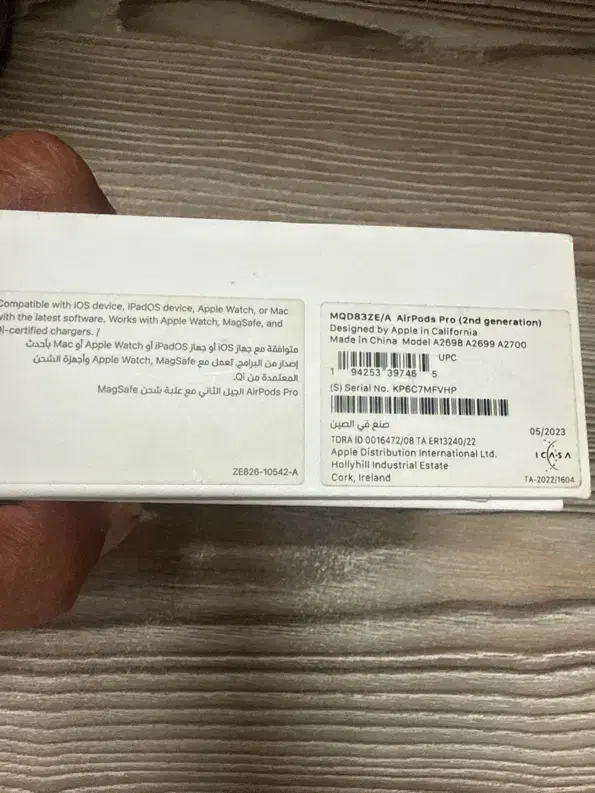 Compatible with iOS device, iPadOS device, Apple Watch, or Mac
with the latest software. Works with Apple Watch, MagSafe, and
Qi-certified chargers. /
متوافقة مع جهاز iOS أو جهاز iPadOS أو Apple Watch أو Mac بأحدث
إصدار من البرامج. تعمل مع Apple Watch, MagSafe وأجهزة الشحن
المعتمدة من Qi.
AirPods Pro الجيل الثاني مع علبة شحن MagSafe
ZE826-10542-A
MQD83ZE/A AirPods Pro (2nd generation)
Designed by Apple in California
Made in China Model A2698 A2699 A2700
UPC
1 94253 39746 5
(S) Serial No. KP6C7MFVHP
صنع في الصين
TDRA ID 0016472/08 TA ER13240/22
Apple Distribution International Ltd.
Hollyhill Industrial Estate
Cork, Ireland
05/2023
ICASA
TA-2022/1604